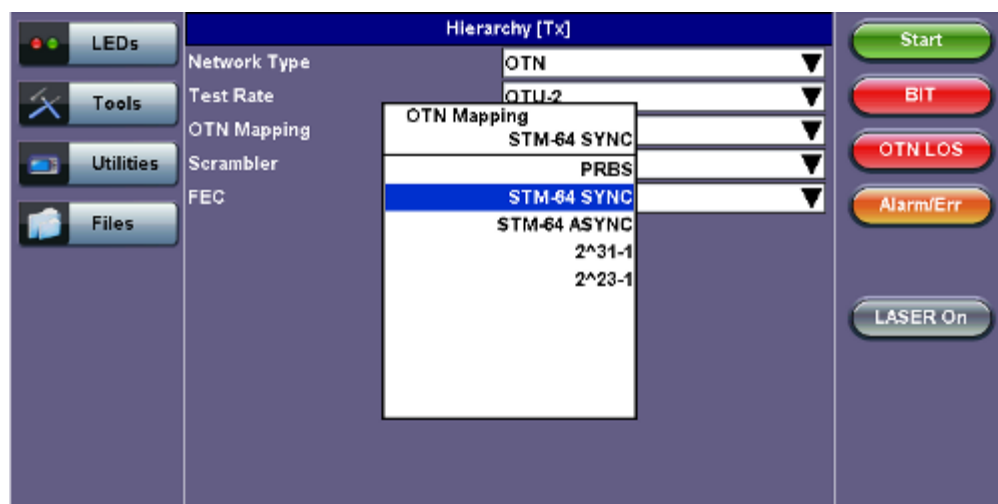 LEDs
Tools
Utilities
Files
Hierarchy [Tx]
Network Type
OTN
Test Rate
OTU-2
OTN Mapping
Scrambler
FEC
OTN Mapping
STM-64 SYNC
PRBS
STM-64 SYNC
STM-64 ASYNC
2^31-1
2^23-1
Start
BIT
OTN LOS
Alarm/Err
LASER On